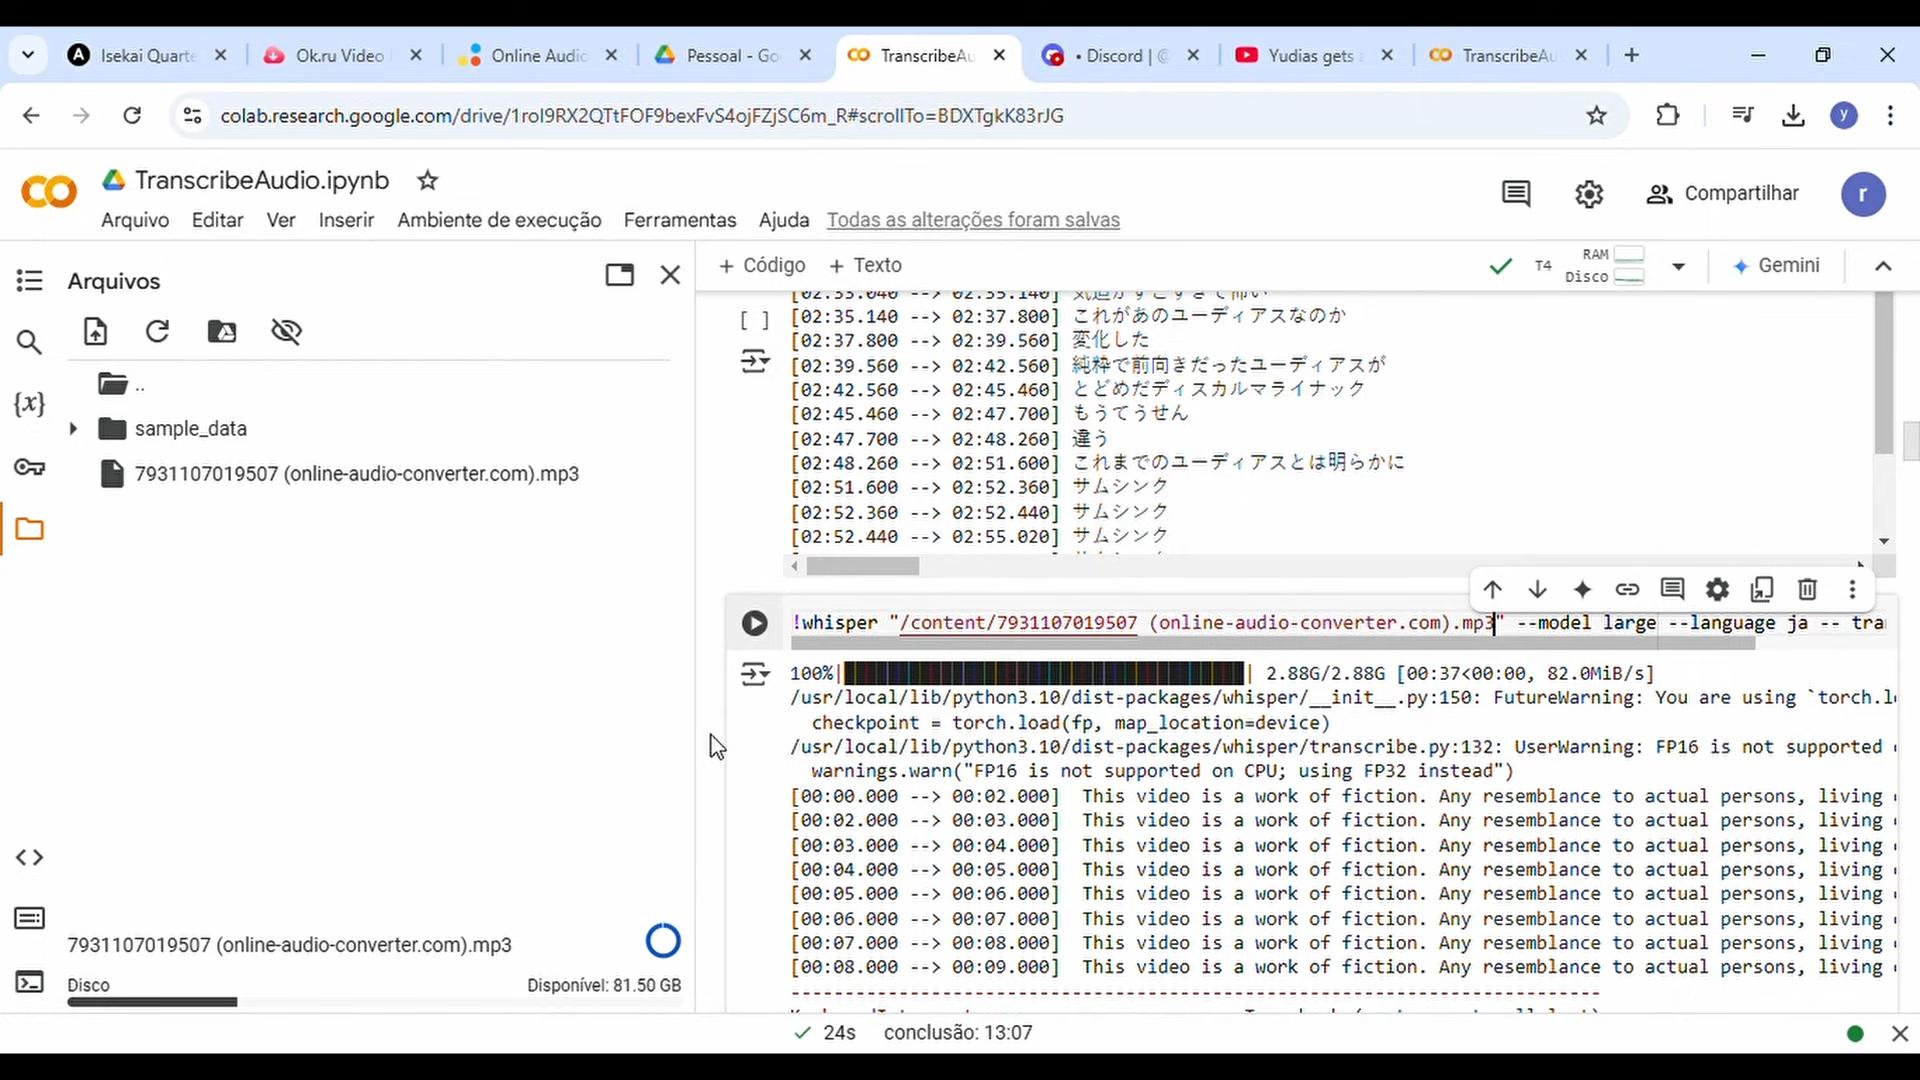 Isekai Quarte
Ok.ru Video
Online Audio
Pessoal - Go
TranscribeAu
• Discord | @
Yudias gets a
TranscribeAu
colab.research.google.com/drive/1rol9RX2QTtFOF9bexFvS4ojFZjSC6m_R#scrollTo=BDXTgkK83rJG
y
TranscribeAudio.ipynb
Compartilhar
r
Arquivo Editar Ver Inserir Ambiente de execução Ferramentas Ajuda Todas as alterações foram salvas
Arquivos
+ Código + Texto
T4
RAM
Disco
Gemini
..
sample_data
7931107019507 (online-audio-converter.com).mp3
{x}
[02:33.040 --> 02:35.140] 気迫がすごすぎて怖い
[ ]
[02:35.140 --> 02:37.800] これがあのユーディアスなのか
[02:37.800 --> 02:39.560] 変化した
[02:39.560 --> 02:42.560] 純粋で前向きだったユーディアスが
[02:42.560 --> 02:45.460] とどめだディスカルマライナック
[02:45.460 --> 02:47.700] もうてうせん
[02:47.700 --> 02:48.260] 違う
[02:48.260 --> 02:51.600] これまでのユーディアスとは明らかに
[02:51.600 --> 02:52.360] サムシンク
[02:52.360 --> 02:52.440] サムシンク
[02:52.440 --> 02:55.020] サムシンク
!whisper "/content/7931107019507 (online-audio-converter.com).mp3" --model large --language ja -- tra
100%| | 2.88G/2.88G [00:37<00:00, 82.0MiB/s]
/usr/local/lib/python3.10/dist-packages/whisper/__init__.py:150: FutureWarning: You are using `torch.l
checkpoint = torch.load(fp, map_location=device)
/usr/local/lib/python3.10/dist-packages/whisper/transcribe.py:132: UserWarning: FP16 is not supported
warnings.warn("FP16 is not supported on CPU; using FP32 instead")
[00:00.000 --> 00:02.000] This video is a work of fiction. Any resemblance to actual persons, living
[00:02.000 --> 00:03.000] This video is a work of fiction. Any resemblance to actual persons, living
[00:03.000 --> 00:04.000] This video is a work of fiction. Any resemblance to actual persons, living
[00:04.000 --> 00:05.000] This video is a work of fiction. Any resemblance to actual persons, living
[00:05.000 --> 00:06.000] This video is a work of fiction. Any resemblance to actual persons, living
[00:06.000 --> 00:07.000] This video is a work of fiction. Any resemblance to actual persons, living
[00:07.000 --> 00:08.000] This video is a work of fiction. Any resemblance to actual persons, living
[00:08.000 --> 00:09.000] This video is a work of fiction. Any resemblance to actual persons, living
---------------------------------------------------------------------------
7931107019507 (online-audio-converter.com).mp3
Disco
Disponível: 81.50 GB
24s conclusão: 13:07